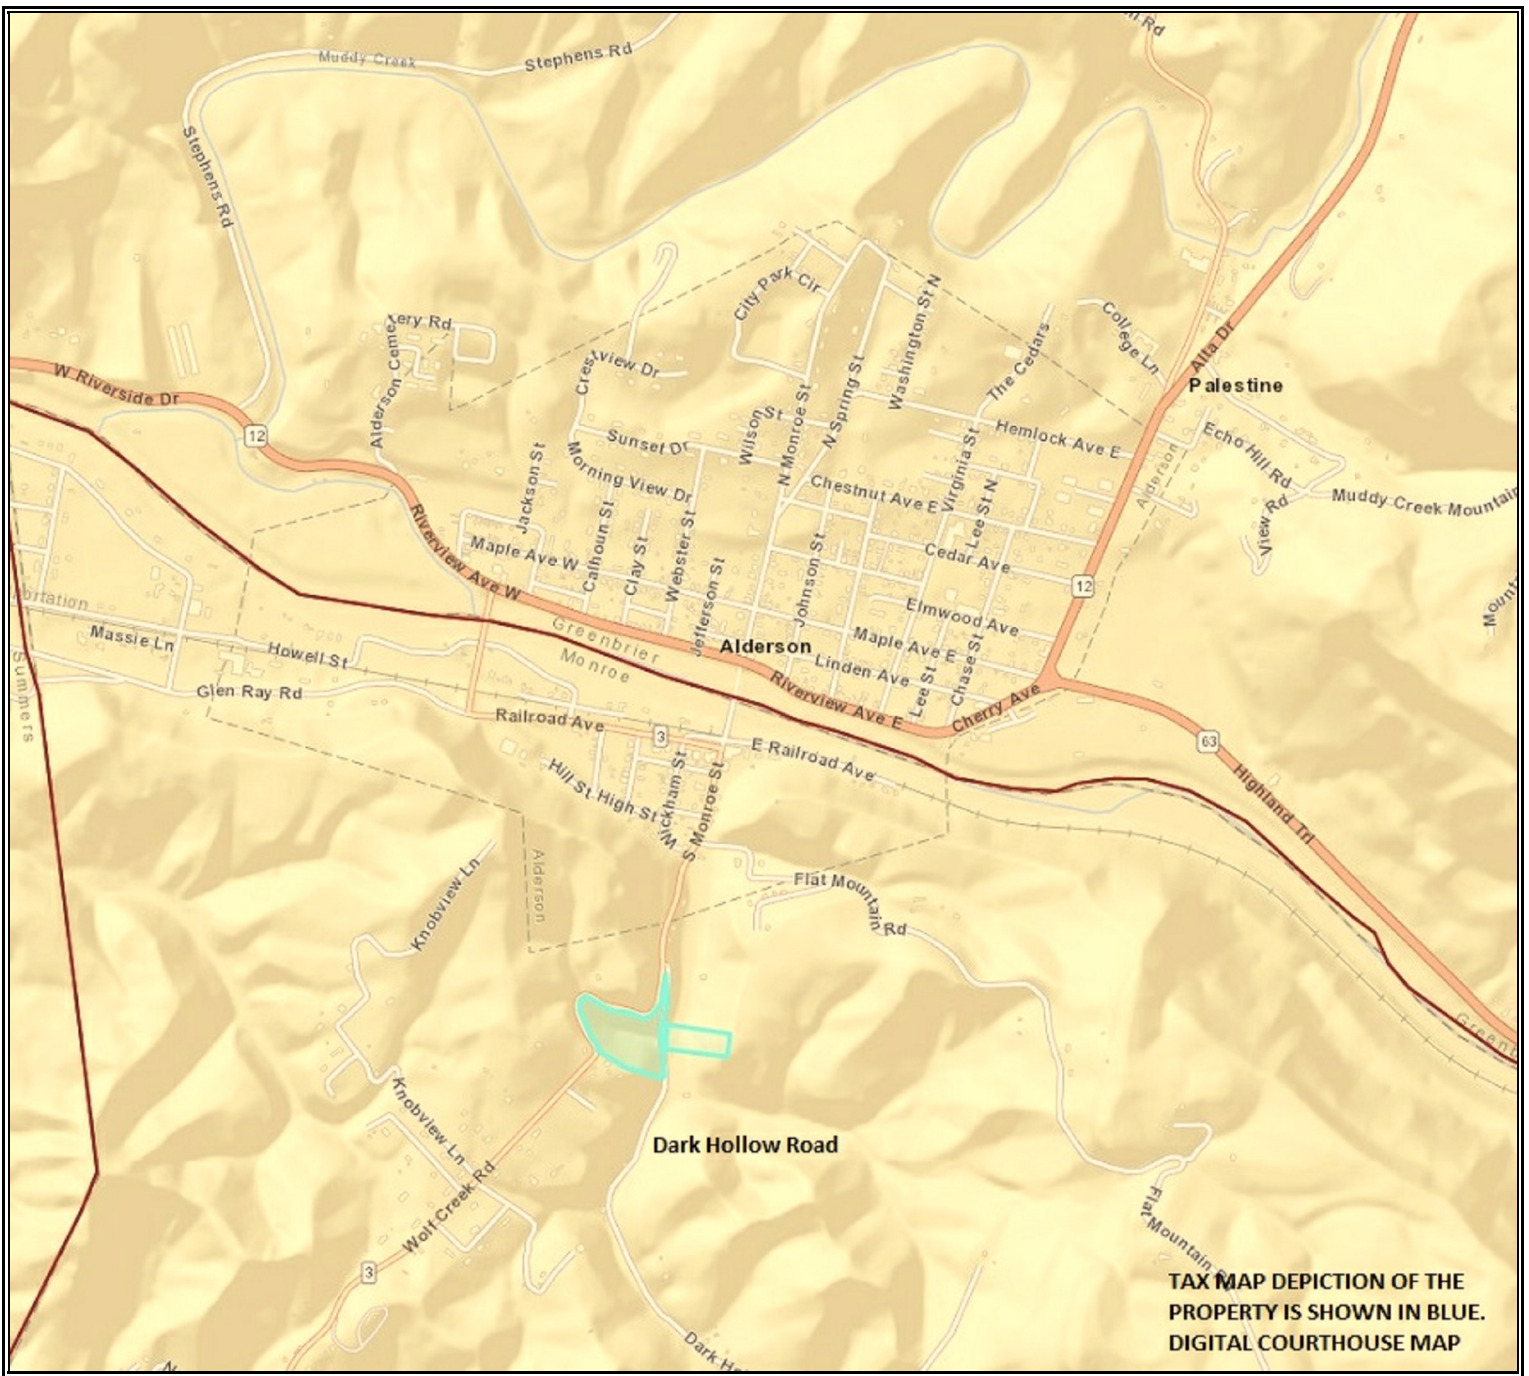 Muddy Creek
Stephens Rd
Stephens Rd
W Riverside Dr
12
Alderson Cemetery Rd
Crestview Dr
City Park Cir
Washington St N
The Cedars
College Ln
Alta Dr
Palestine
Echo Hill Rd
View Rd
Muddy Creek Mountain
Alderson
Hemlock Ave E
Sunset Dr
Morning View Dr
Wilson St
N Monroe St
N Spring St
Chestnut Ave E
Virginia St
Lee St N
Jackson St
Calhoun St
Clay St
Webster St
Jefferson St
Johnson St
Cedar Ave
Elmwood Ave
12
Maple Ave W
Riverview Ave W
Greenbrier
Monroe
Alderson
Maple Ave E
Linden Ave
Lee St
Chase St
Riverview Ave E
Cherry Ave
63
Highland Trl
Massie Ln
Howell St
Glen Ray Rd
Summers
Railroad Ave
3
E Railroad Ave
Hill St
High St
Wickham St
S Monroe St
Alderson
Flat Mountain Rd
Knobview Ln
Knobview Ln
Wolf Creek Rd
3
Dark Hollow Road
Flat Mountain
TAX MAP DEPICTION OF THE
PROPERTY IS SHOWN IN BLUE.
DIGITAL COURTHOUSE MAP